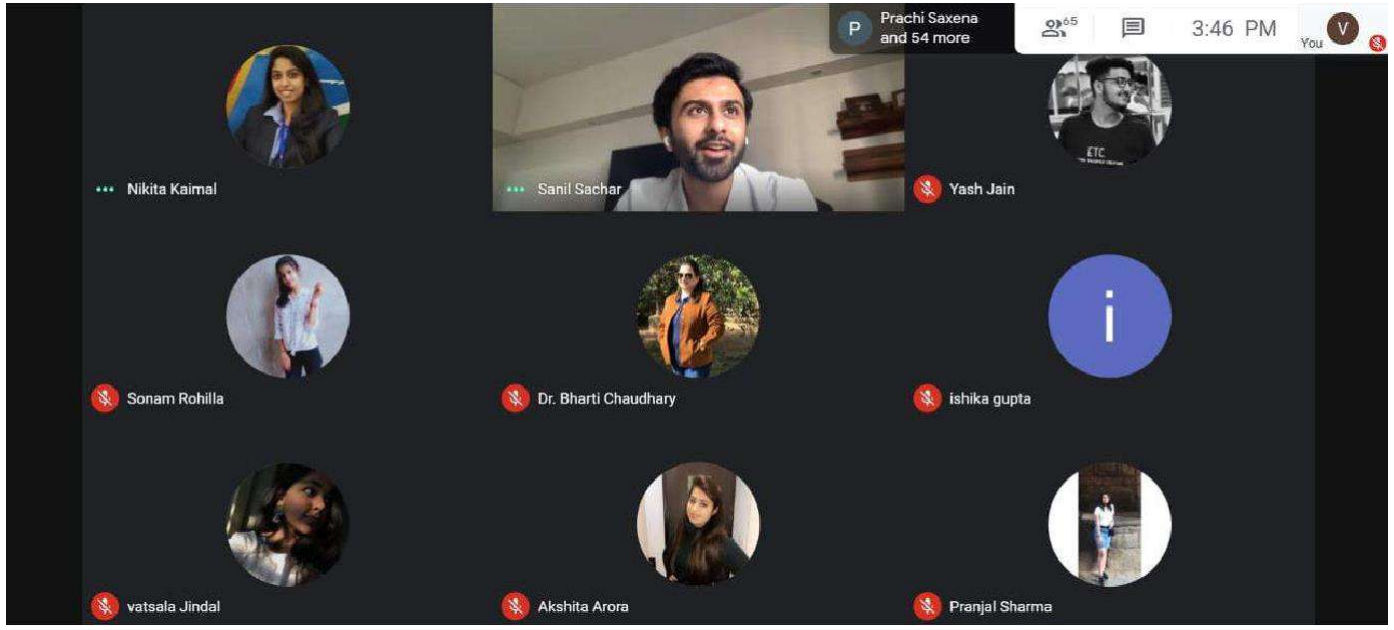 P
Prachi Saxena
and 54 more
65
3:46 PM
You
V
Nikita Kaimal
Sanil Sachar
ETC.
Yash Jain
Sonam Rohilla
Dr. Bharti Chaudhary
i
ishika gupta
vatsala Jindal
Akshita Arora
Pranjal Sharma